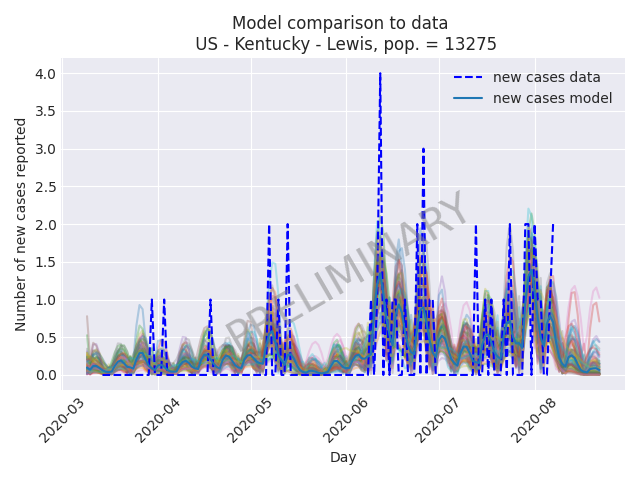 Model comparison to data
US - Kentucky - Lewis, pop. = 13275
new cases data
new cases model
PRELIMINARY
Number of new cases reported
4.0
3.5
3.0
2.5
2.0
1.5
1.0
0.5
0.0
2020-03
2020-04
2020-05
2020-06
2020-07
2020-08
Day